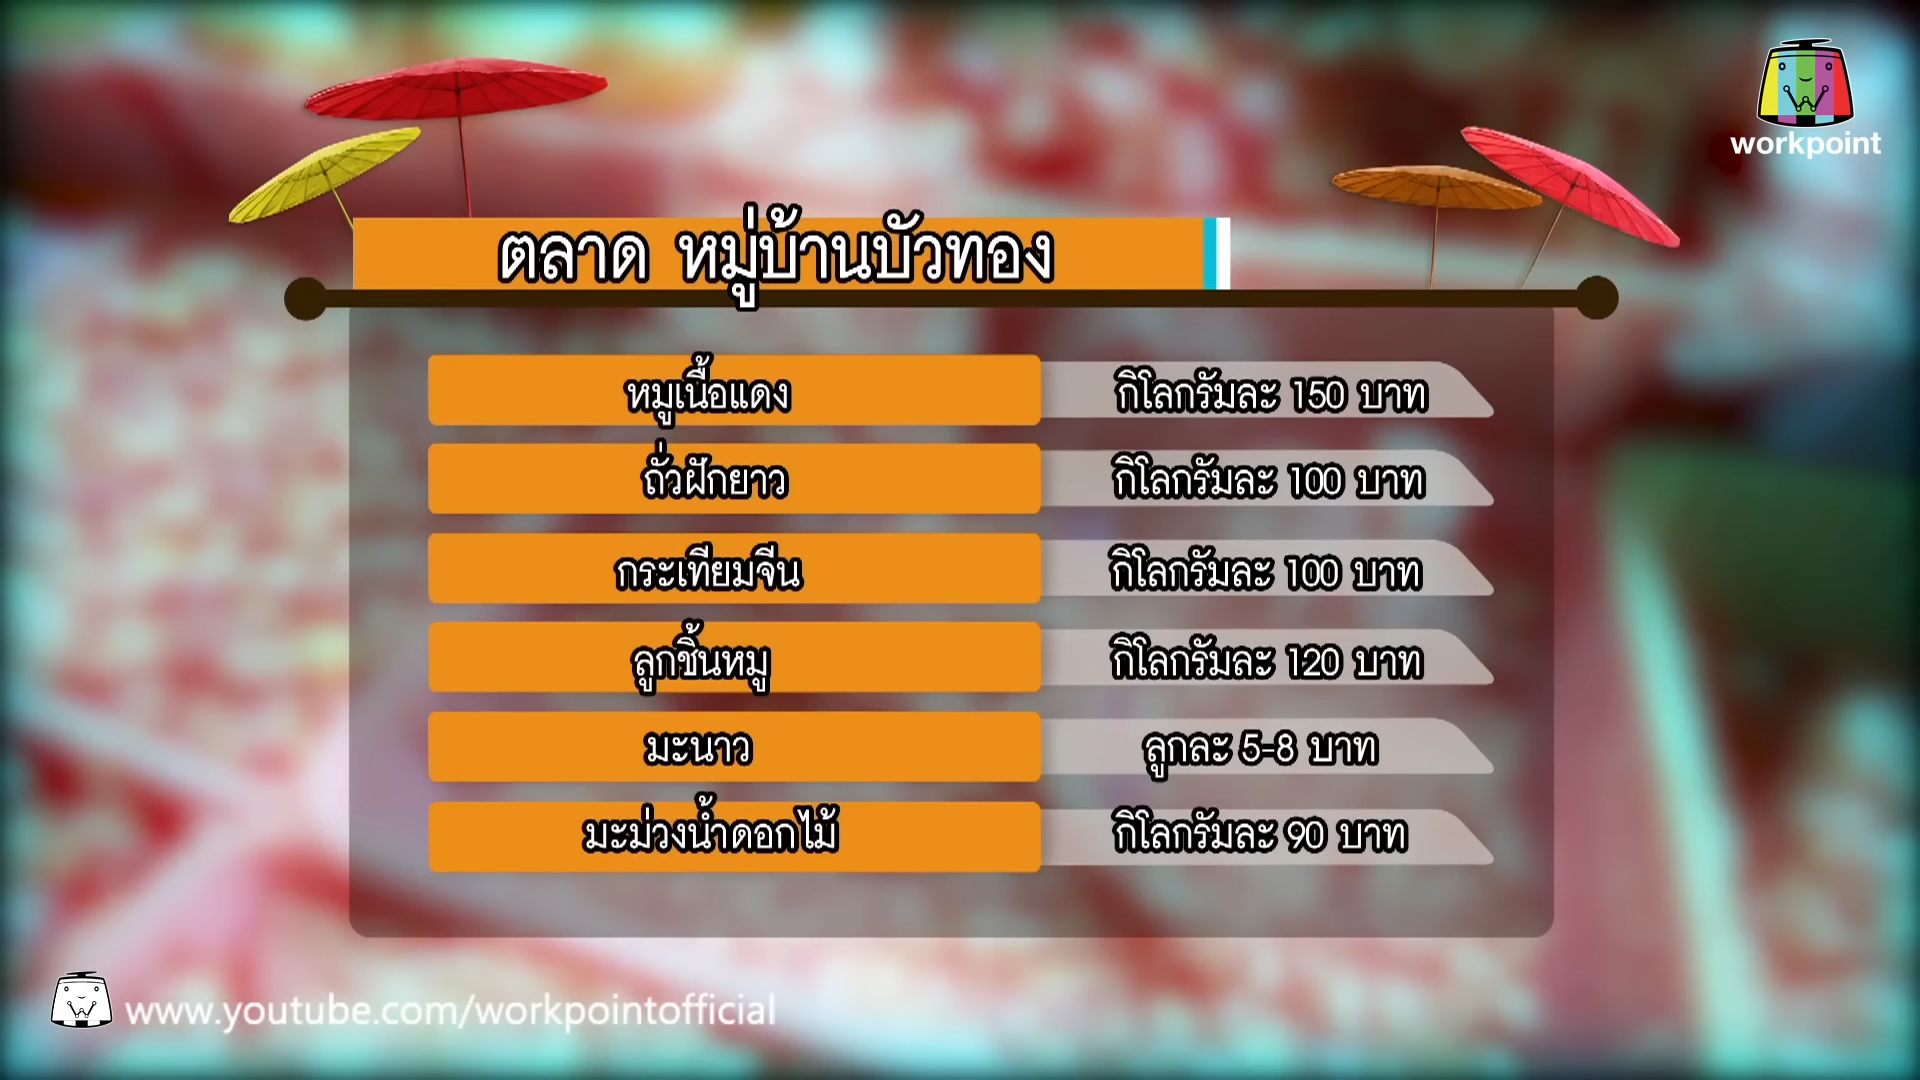 workpoint
ตลาด หมู่บ้านบัวทอง
หมูเนื้อแดง กิโลกรัมละ 150 บาท
ถั่วฝักยาว กิโลกรัมละ 100 บาท
กระเทียมจีน กิโลกรัมละ 100 บาท
ลูกชิ้นหมู กิโลกรัมละ 120 บาท
มะนาว ลูกละ 5-8 บาท
มะม่วงน้ำดอกไม้ กิโลกรัมละ 90 บาท
www.youtube.com/workpointofficial